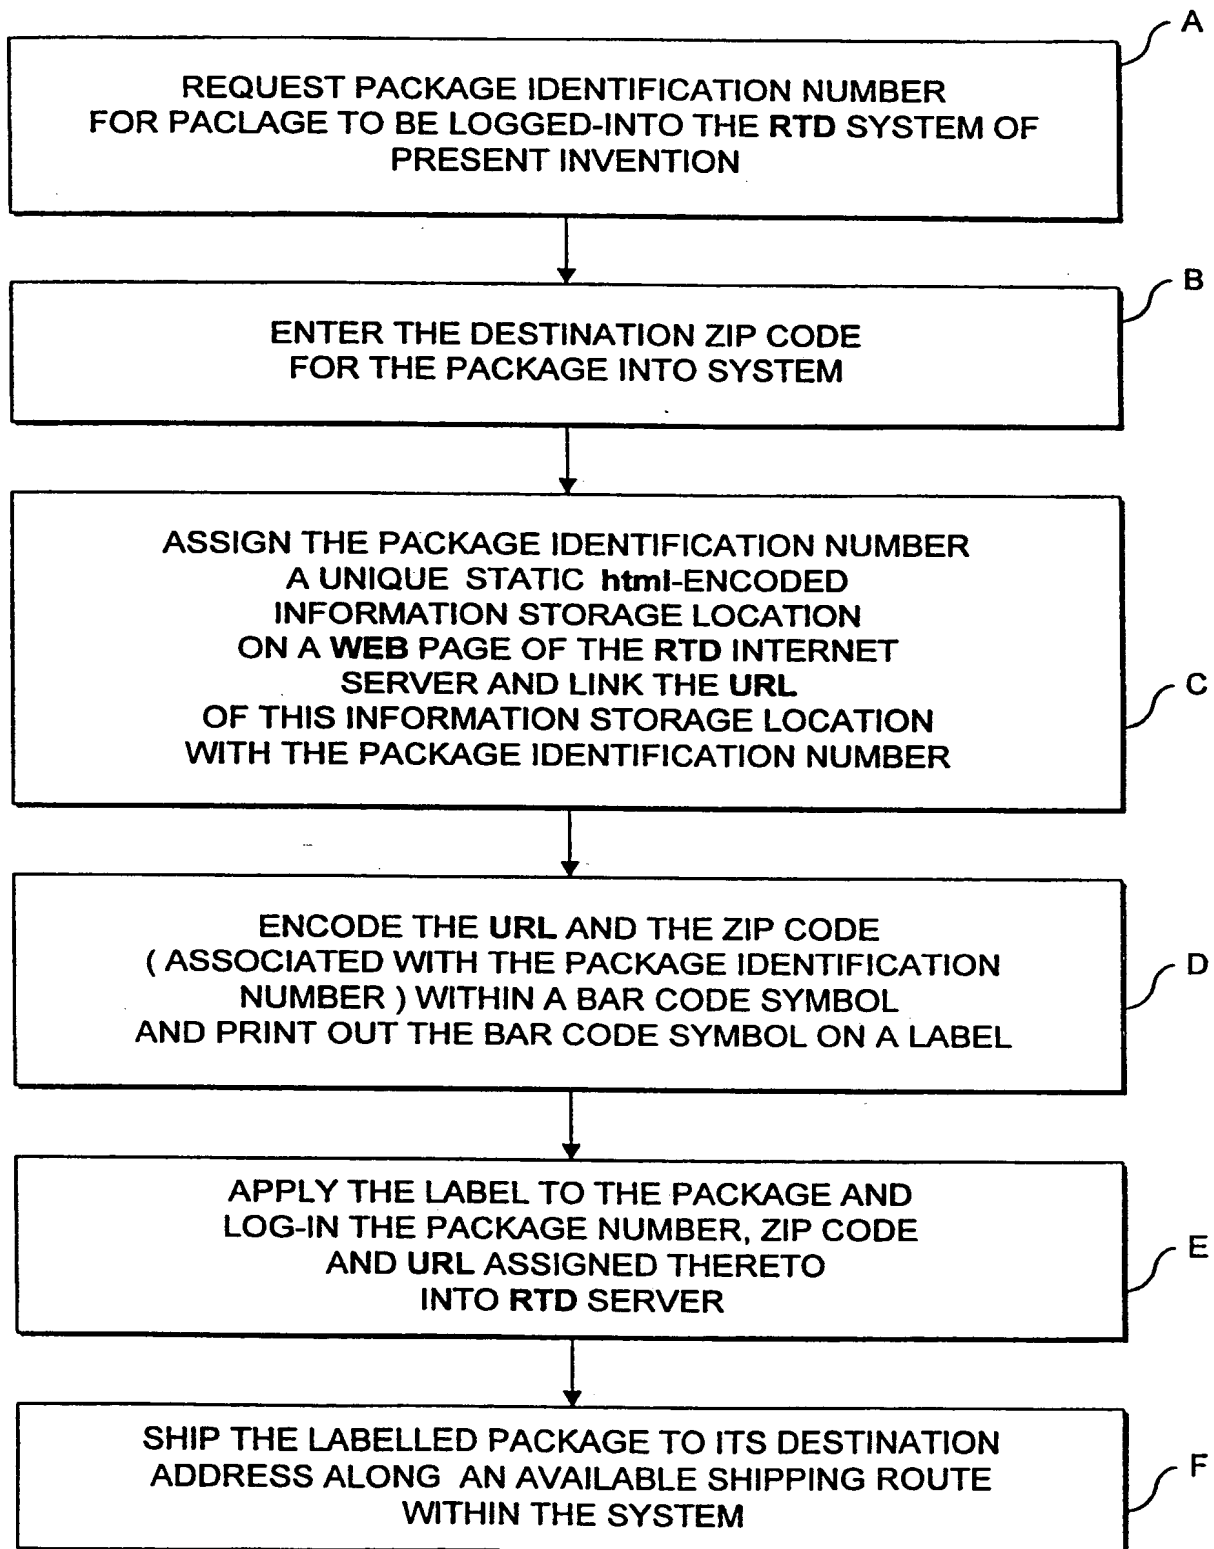 A
REQUEST PACKAGE IDENTIFICATION NUMBER
FOR PACLAGE TO BE LOGGED-INTO THE RTD SYSTEM OF
PRESENT INVENTION
B
ENTER THE DESTINATION ZIP CODE
FOR THE PACKAGE INTO SYSTEM
ASSIGN THE PACKAGE IDENTIFICATION NUMBER
A UNIQUE STATIC html-ENCODED
INFORMATION STORAGE LOCATION
ON A WEB PAGE OF THE RTD INTERNET
SERVER AND LINK THE URL
OF THIS INFORMATION STORAGE LOCATION
WITH THE PACKAGE IDENTIFICATION NUMBER
C
ENCODE THE URL AND THE ZIP CODE
( ASSOCIATED WITH THE PACKAGE IDENTIFICATION
NUMBER ) WITHIN A BAR CODE SYMBOL
AND PRINT OUT THE BAR CODE SYMBOL ON A LABEL
D
APPLY THE LABEL TO THE PACKAGE AND
LOG-IN THE PACKAGE NUMBER, ZIP CODE
AND URL ASSIGNED THERETO
INTO RTD SERVER
E
SHIP THE LABELLED PACKAGE TO ITS DESTINATION
ADDRESS ALONG AN AVAILABLE SHIPPING ROUTE
WITHIN THE SYSTEM
F